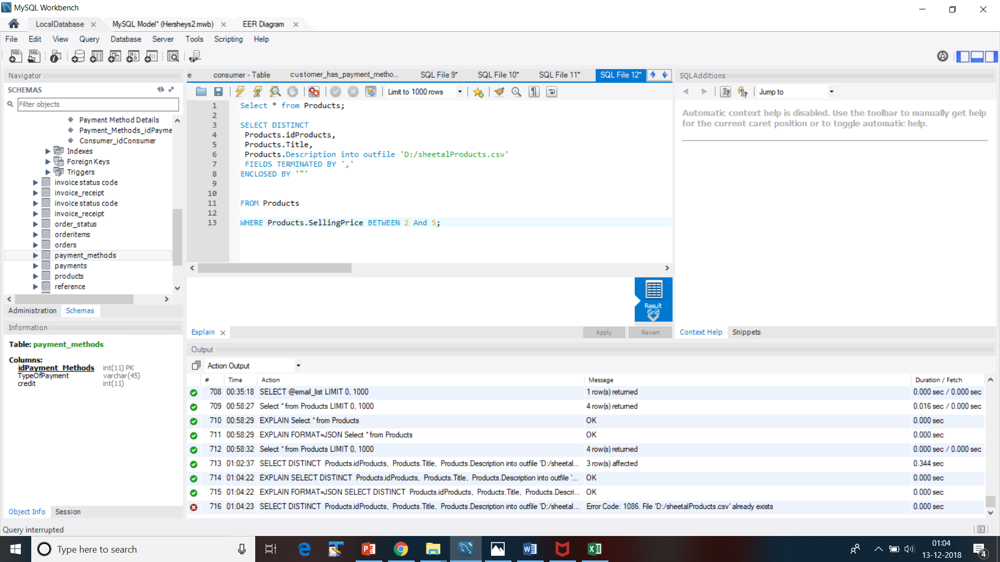 MySQL Workbench
LocalDatabase
MySQL Model* (Hersheys2.mwb)
EER Diagram
File Edit View Query Database Server Tools Scripting Help
Navigator
SCHEMAS
Filter objects
Payment Method Details
Payment_Methods_idPayme
Consumer_idConsumer
Indexes
Foreign Keys
Triggers
invoice status code
invoice_receipt
invoice status code
invoice_receipt
order_status
orderitems
orders
payment_methods
payments
products
reference
Administration Schemas
Information
Table: payment_methods
Columns:
idPayment_Methods int(11) PK
TypeOfPayment varchar(45)
credit int(11)
Object Info Session
Query interrupted
e consumer - Table customer_has_payment_metho... SQL File 9* SQL File 10* SQL File 11* SQL File 12*
Limit to 1000 rows
1 Select * from Products;
2
3 SELECT DISTINCT
4 Products.idProducts,
5 Products.Title,
6 Products.Description into outfile 'D:/sheetalProducts.csv'
7 FIELDS TERMINATED BY ','
8 ENCLOSED BY '"'
9
10
11 FROM Products
12
13 WHERE Products.SellingPrice BETWEEN 2 And 5;
Result
Grid
Explain
Apply Revert
SQLAdditions
Jump to
Automatic context help is disabled. Use the toolbar to manually get help
for the current caret position or to toggle automatic help.
Context Help Snippets
Output
Action Output
# Time Action Message Duration / Fetch
708 00:35:18 SELECT @email_list LIMIT 0, 1000 1 row(s) returned 0.000 sec / 0.000 sec
709 00:58:27 Select * from Products LIMIT 0, 1000 4 row(s) returned 0.016 sec / 0.000 sec
710 00:58:29 EXPLAIN Select * from Products OK 0.000 sec
711 00:58:29 EXPLAIN FORMAT=JSON Select * from Products OK 0.000 sec
712 00:58:32 Select * from Products LIMIT 0, 1000 4 row(s) returned 0.000 sec / 0.000 sec
713 01:02:37 SELECT DISTINCT Products.idProducts, Products.Title, Products.Description into outfile 'D:/sheetal... 3 row(s) affected 0.344 sec
714 01:04:22 EXPLAIN SELECT DISTINCT Products.idProducts, Products.Title, Products.Description into outfile '... OK 0.000 sec
715 01:04:22 EXPLAIN FORMAT=JSON SELECT DISTINCT Products.idProducts, Products.Title, Products.Descri... OK 0.000 sec
716 01:04:23 SELECT DISTINCT Products.idProducts, Products.Title, Products.Description into outfile 'D:/sheetal... Error Code: 1086. File 'D:/sheetalProducts.csv' already exists 0.000 sec
Type here to search
01:04
13-12-2018
4